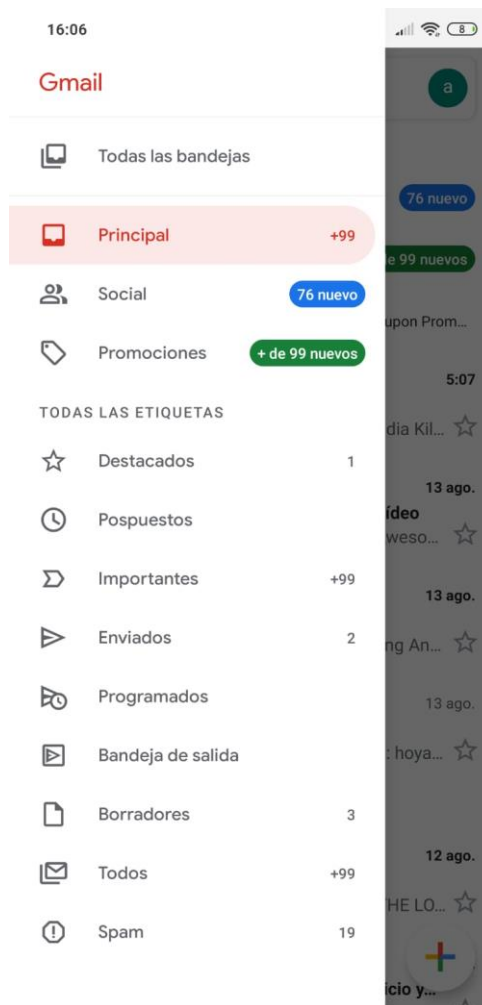 16:06
8
Gmail
a
Todas las bandejas
76 nuevo
Principal +99
e 99 nuevos
Social 76 nuevo
upon Prom...
Promociones + de 99 nuevos
5:07
TODAS LAS ETIQUETAS
dia Kil...
Destacados 1
13 ago.
ídeo
Pospuestos
weso...
Importantes +99
13 ago.
Enviados 2
ng An...
Programados
13 ago.
: hoya...
Bandeja de salida
Borradores 3
12 ago.
Todos +99
HE LO...
Spam 19
icio y...